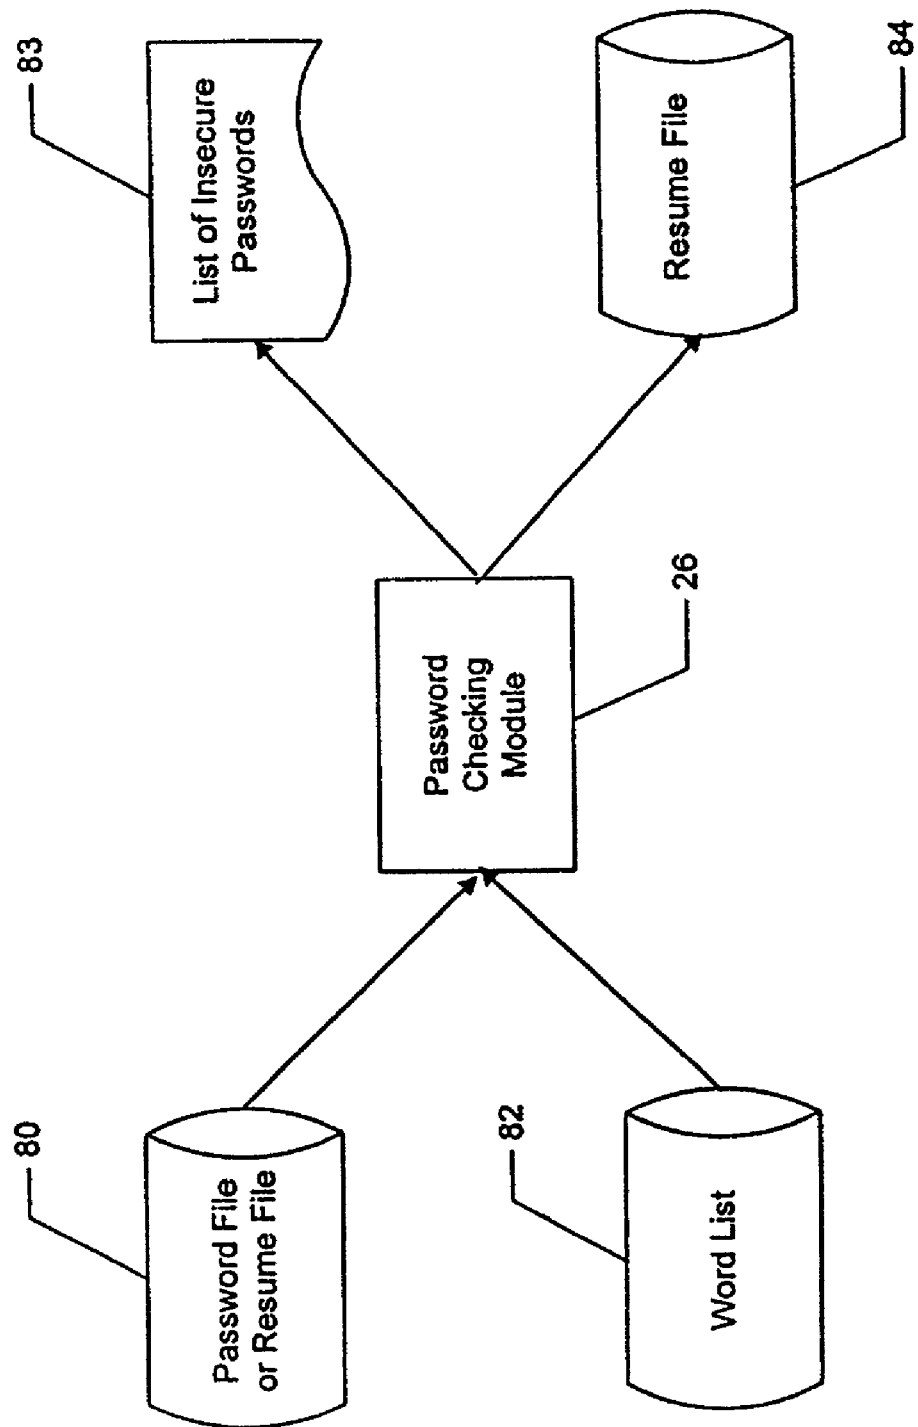 80
Password File
or Resume File
82
Word List
Password
Checking
Module
26
83
List of Insecure
Passwords
Resume File
84